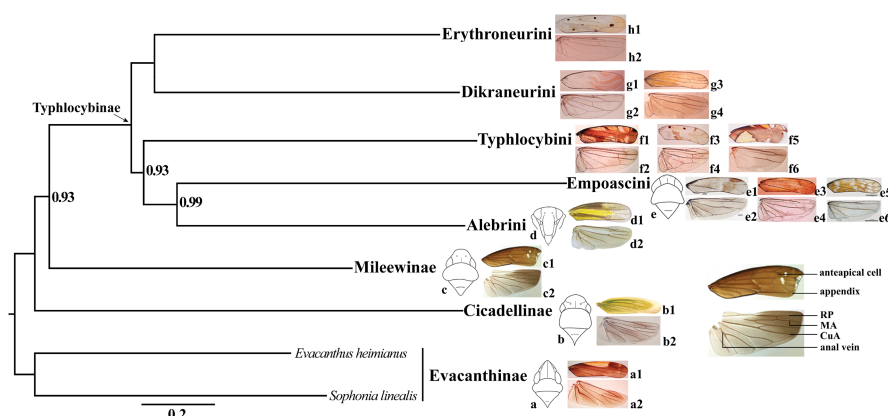 Erythroneurini
h1
h2
Dikraneurini
g1
g3
g2
g4
Typhlocybinae
Typhlocybini
f1
f3
f5
f2
f4
f6
0.93
Empoascini
e
e1
e3
e5
e2
e4
e6
0.93
0.99
Alebrini
d
d1
d2
Mileewinae
c
c1
c2
anteapical cell
appendix
Cicadellinae
b
b1
b2
RP
MA
CuA
anal vein
Evacanthus heimianus
Evacanthinae
Sophonia linealis
a
a1
a2
0.2